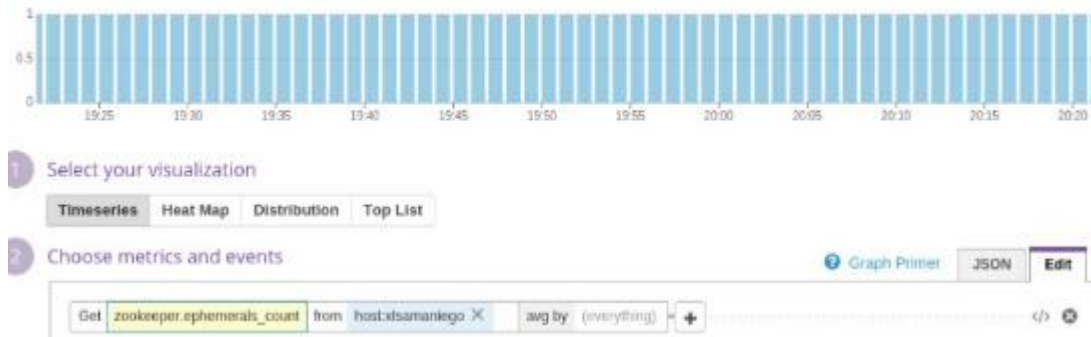 1
0.5
0
19:25 19:30 19:35 19:40 19:45 19:50 19:55 20:00 20:05 20:10 20:15 20:20
1 Select your visualization
Timeseries Heat Map Distribution Top List
2 Choose metrics and events
? Graph Primer JSON Edit
Get zookeeper.ephemerals_count from host:xlsamaniego × avg by (everything) + </>